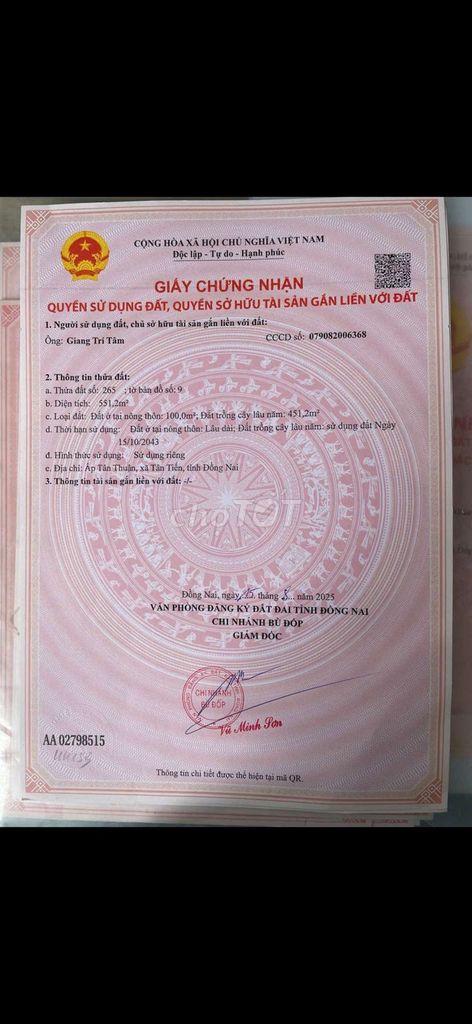 CỘNG HÒA XÃ HỘI CHỦ NGHĨA VIỆT NAM
Độc lập - Tự do - Hạnh phúc
GIẤY CHỨNG NHẬN
QUYỀN SỬ DỤNG ĐẤT, QUYỀN SỞ HỮU TÀI SẢN GẮN LIỀN VỚI ĐẤT
1. Người sử dụng đất, chủ sở hữu tài sản gắn liền với đất:
Ông: Giang Trí Tâm CCCD số: 079082006368
2. Thông tin thửa đất:
a. Thửa đất số: 265 ; tờ bản đồ số: 9
b. Diện tích: 551,2m²
c. Loại đất: Đất ở tại nông thôn: 100,0m²; Đất trồng cây lâu năm: 451,2m²
d. Thời hạn sử dụng: Đất ở tại nông thôn: Lâu dài; Đất trồng cây lâu năm: sử dụng đất Ngày
15/10/2043
đ. Hình thức sử dụng: Sử dụng riêng
e. Địa chỉ: Ấp Tân Thuận, xã Tân Tiến, tỉnh Đồng Nai
3. Thông tin tài sản gắn liền với đất: -/-
choTOT
Đồng Nai, ngày 15 tháng 8 năm 2025
VĂN PHÒNG ĐĂNG KÝ ĐẤT ĐAI TỈNH ĐỒNG NAI
CHI NHÁNH BÙ ĐỐP
GIÁM ĐỐC
CHI NHÁNH
BÙ ĐỐP
Vũ Minh Sơn
AA 02798515
Thông tin chi tiết được thể hiện tại mã QR.